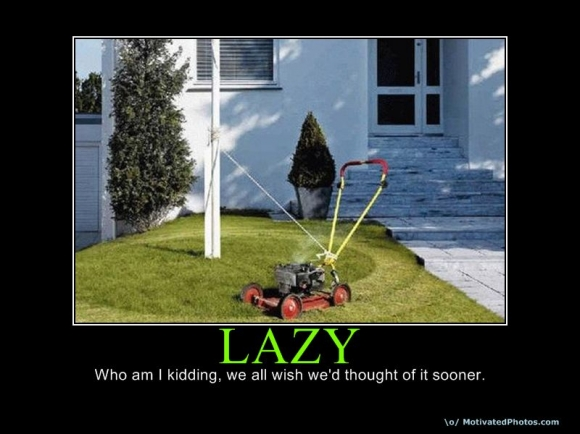 LAZY
Who am I kidding, we all wish we'd thought of it sooner.
\o/ MotivatedPhotos.com